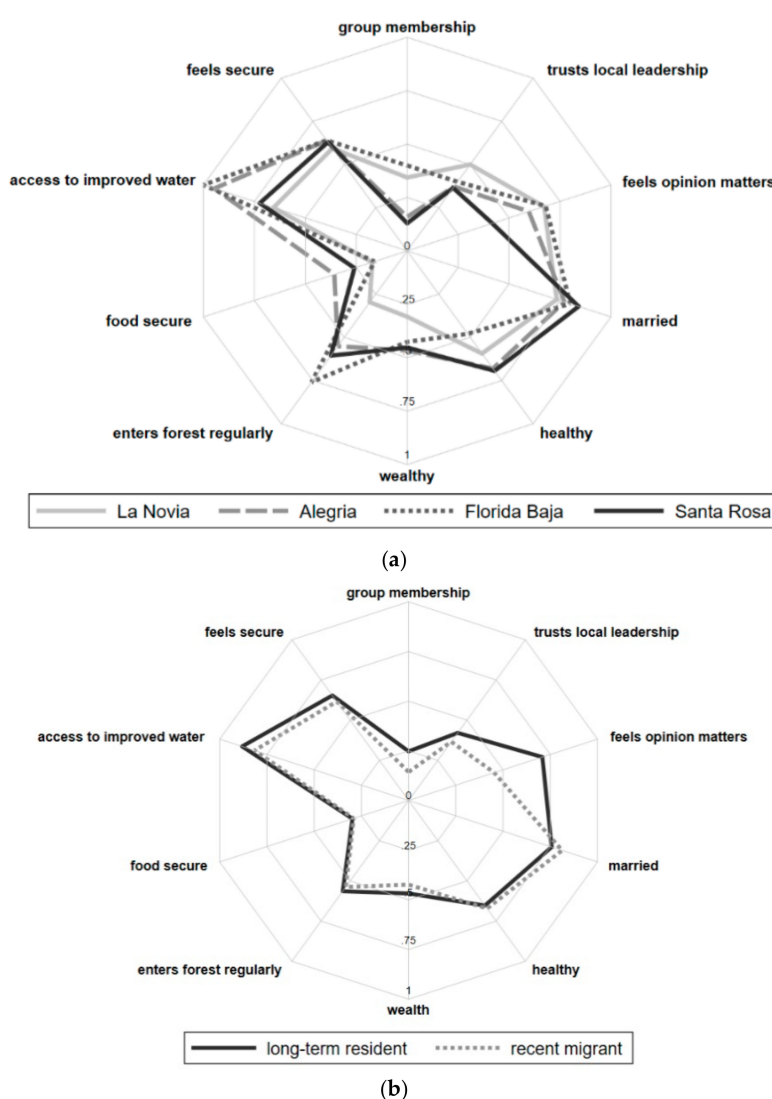 group membership
feels secure
trusts local leadership
access to improved water
feels opinion matters
0
food secure
.25
married
.75
enters forest regularly
healthy
1
wealthy
La Novia
Alegria
Florida Baja
Santa Rosa
(a)
group membership
feels secure
trusts local leadership
access to improved water
feels opinion matters
0
food secure
.25
married
.75
enters forest regularly
healthy
1
wealth
long-term resident
recent migrant
(b)